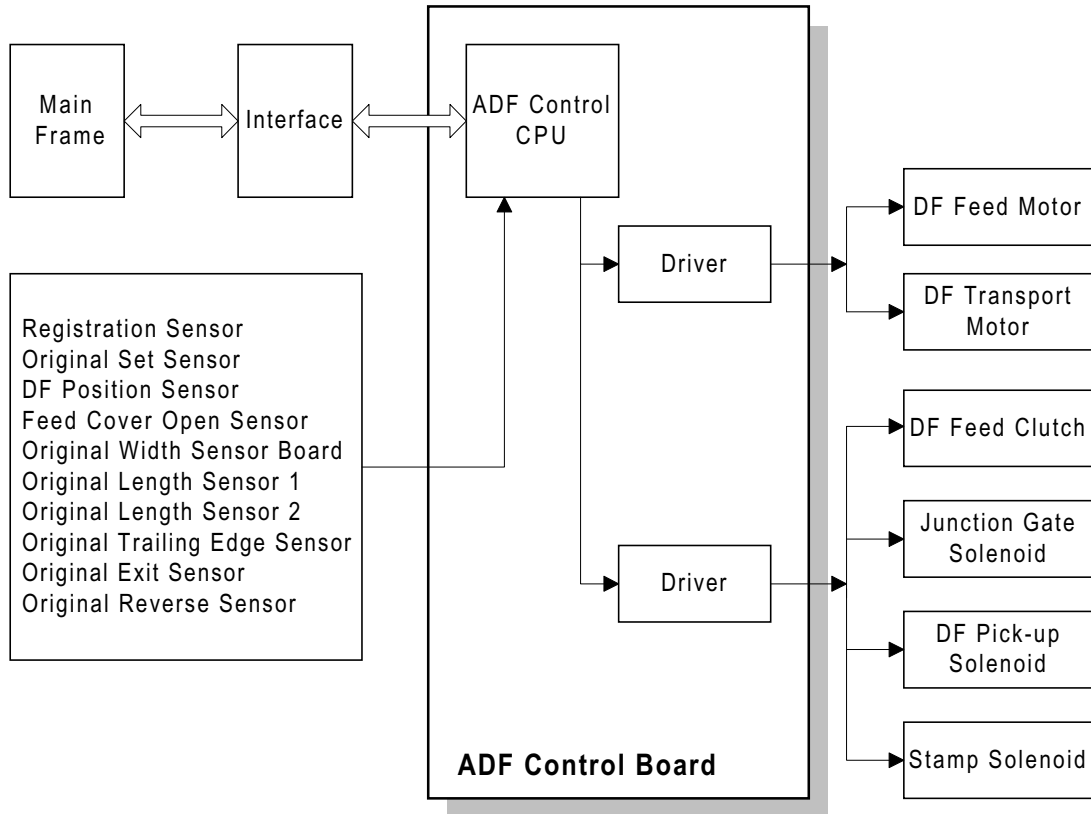 Main
Frame
Interface
ADF Control
CPU
DF Feed Motor
Driver
DF Transport
Motor
Registration Sensor
Original Set Sensor
DF Position Sensor
Feed Cover Open Sensor
Original Width Sensor Board
Original Length Sensor 1
Original Length Sensor 2
Original Trailing Edge Sensor
Original Exit Sensor
Original Reverse Sensor
DF Feed Clutch
Junction Gate
Solenoid
Driver
DF Pick-up
Solenoid
Stamp Solenoid
ADF Control Board